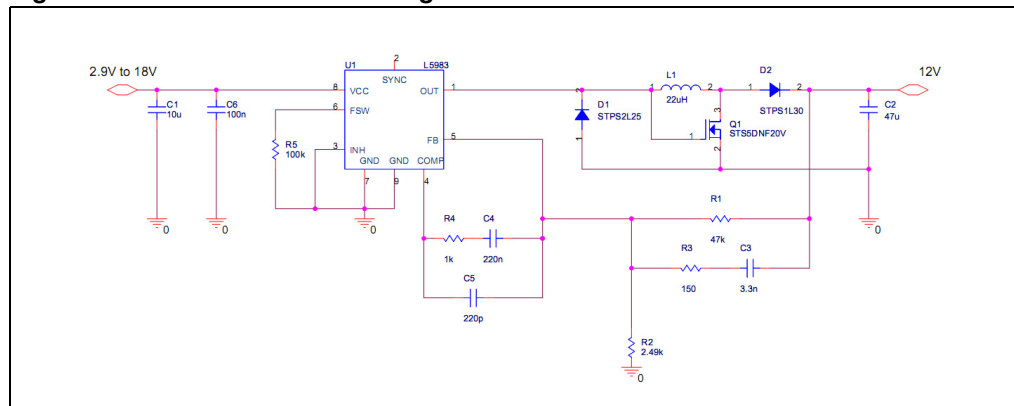 2.9V to 18V
C1
10u
0
C6
100n
0
R5
100k
U1
L5983
2
SYNC
8
VCC
OUT
1
6
FSW
3
INH
FB
5
GND
GND
COMP
7
9
4
0
R4
1k
C4
220n
C5
220p
D1
STPS2L25
2
1
L1
1
2
22uH
Q1
STS5DNF20V
3
1
2
D2
1
2
STPS1L30
12V
C2
47u
0
R1
47k
R3
150
C3
3.3n
R2
2.49k
0